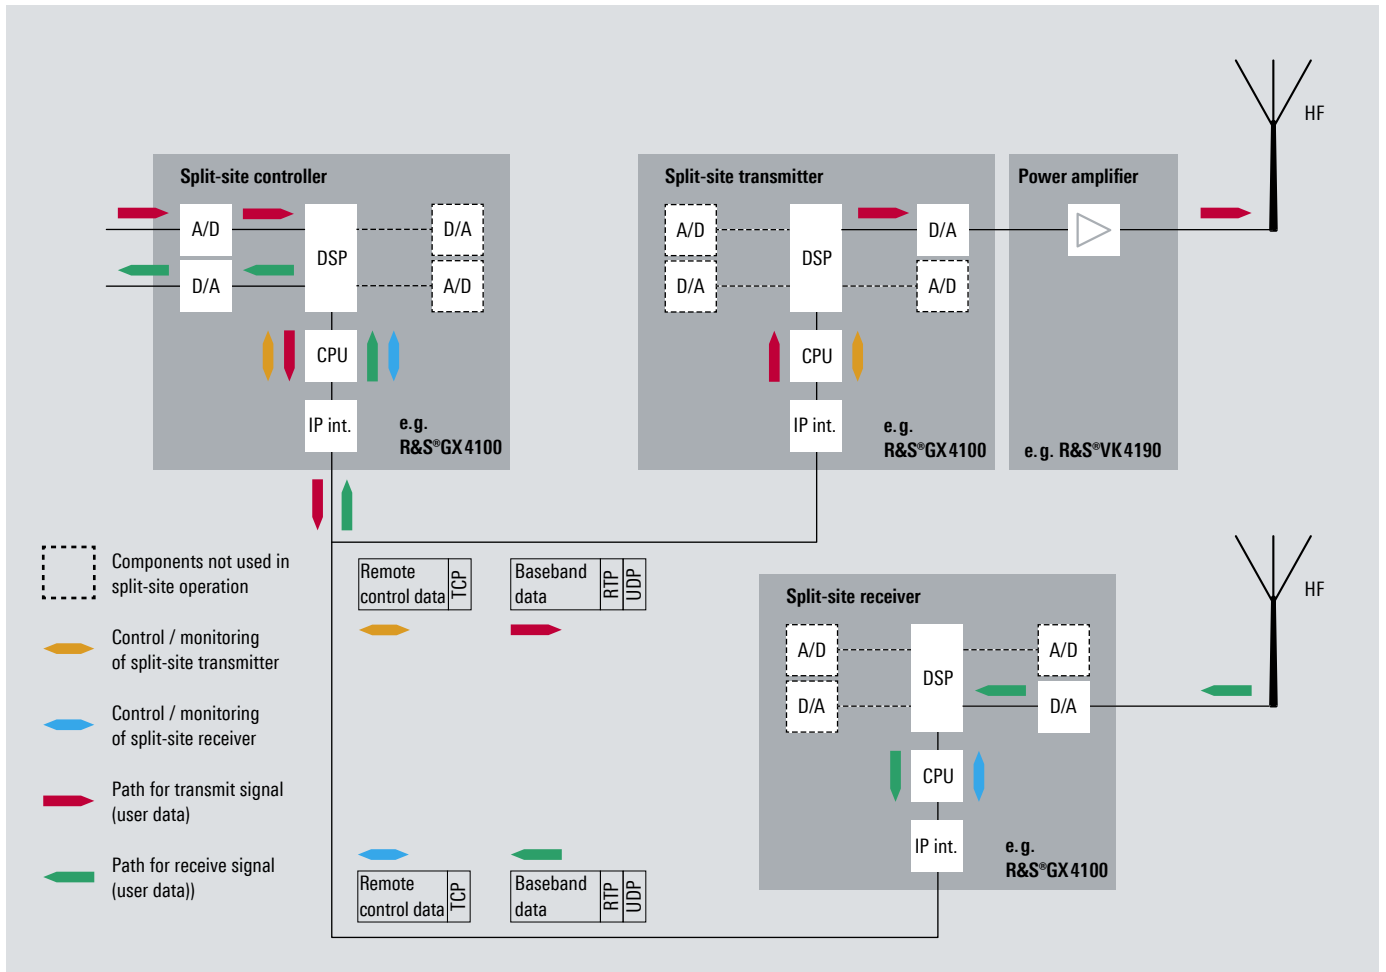 HF
Split-site controller
A/D
D/A
DSP
D/A
A/D
CPU
IP int.
e.g.
R&S®GX4100
Split-site transmitter
A/D
D/A
DSP
D/A
A/D
CPU
IP int.
e.g.
R&S®GX4100
Power amplifier
e.g. R&S®VK4190
Components not used in
split-site operation
Control / monitoring
of split-site transmitter
Control / monitoring
of split-site receiver
Path for transmit signal
(user data)
Path for receive signal
(user data))
Remote
control data
TCP
Baseband
data
RTP
UDP
Remote
control data
TCP
Baseband
data
RTP
UDP
HF
Split-site receiver
A/D
D/A
DSP
A/D
D/A
CPU
IP int.
e.g.
R&S®GX4100